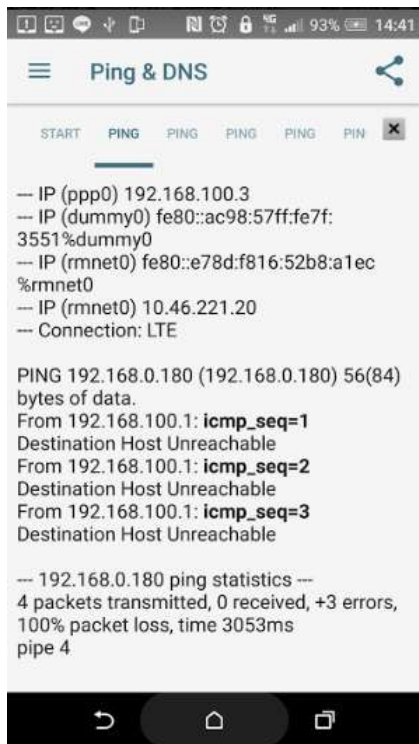 93% 14:41
Ping & DNS
START PING PING PING PING PIN
--- IP (ppp0) 192.168.100.3
--- IP (dummy0) fe80::ac98:57ff:fe7f:
3551%dummy0
--- IP (rmnet0) fe80::e78d:f816:52b8:a1ec
%rmnet0
--- IP (rmnet0) 10.46.221.20
--- Connection: LTE
PING 192.168.0.180 (192.168.0.180) 56(84)
bytes of data.
From 192.168.100.1: icmp_seq=1
Destination Host Unreachable
From 192.168.100.1: icmp_seq=2
Destination Host Unreachable
From 192.168.100.1: icmp_seq=3
Destination Host Unreachable
--- 192.168.0.180 ping statistics ---
4 packets transmitted, 0 received, +3 errors,
100% packet loss, time 3053ms
pipe 4